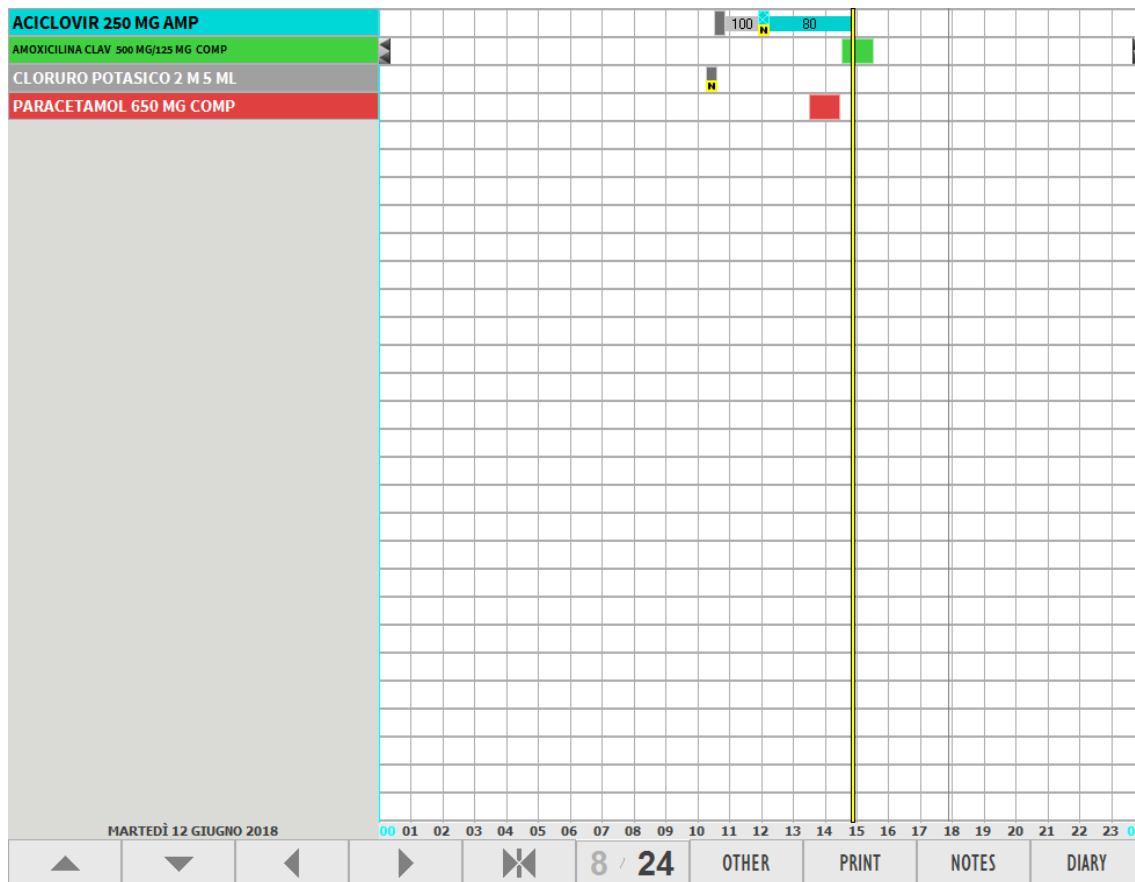 ACICLOVIR 250 MG AMP
100 80
N
AMOXICILINA CLAV 500 MG/125 MG COMP
CLORURO POTASICO 2 M 5 ML
N
PARACETAMOL 650 MG COMP
MARTEDÌ 12 GIUGNO 2018 00 01 02 03 04 05 06 07 08 09 10 11 12 13 14 15 16 17 18 19 20 21 22 23 0
8 / 24 OTHER PRINT NOTES DIARY